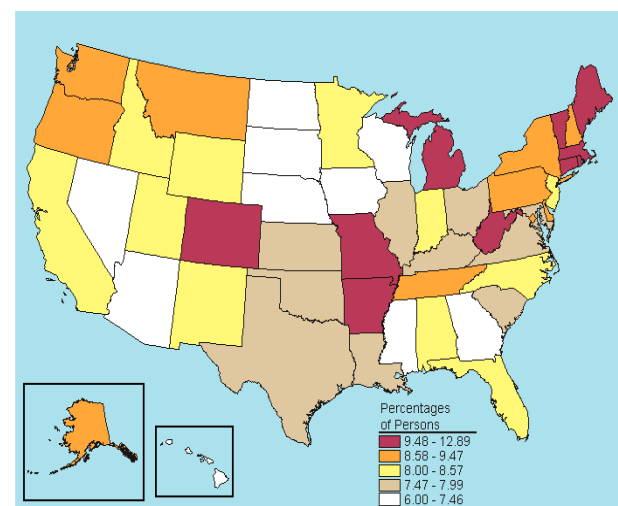 Percentages
of Persons
9.48 - 12.89
8.58 - 9.47
8.00 - 8.57
7.47 - 7.99
6.00 - 7.46